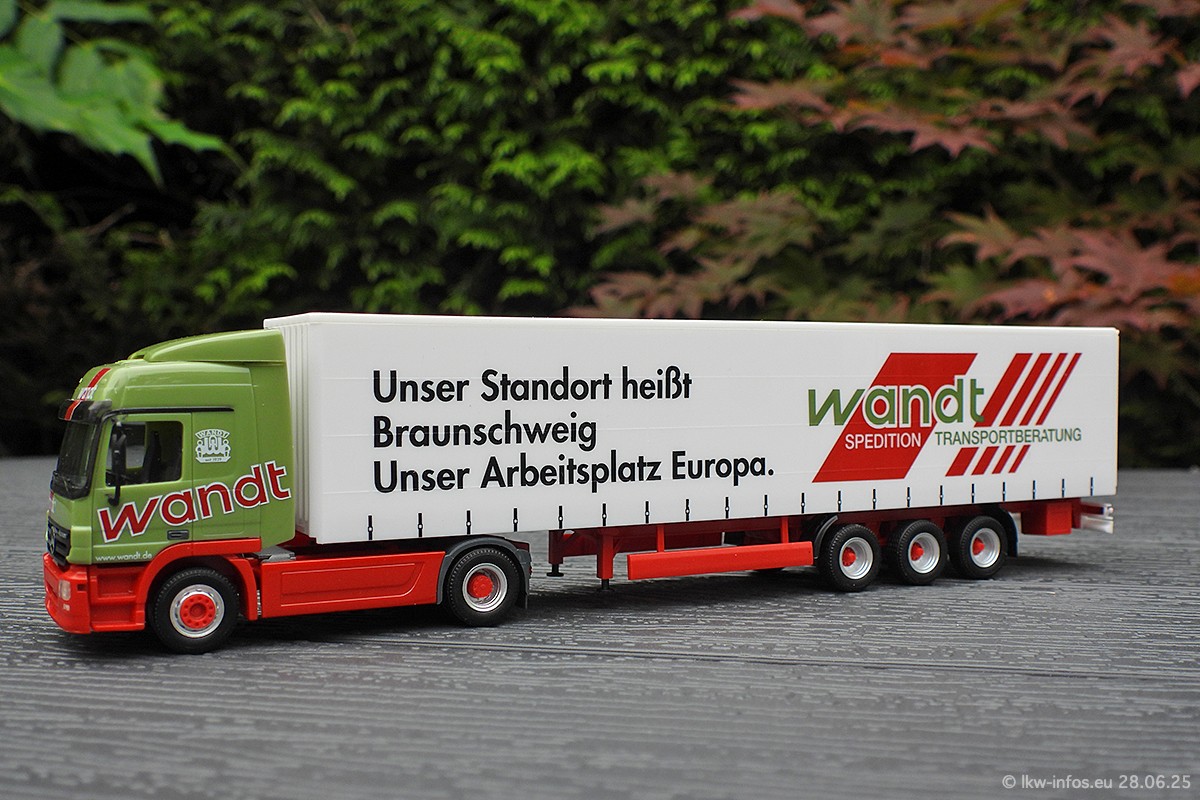 Unser Standort heißt
Braunschweig
Unser Arbeitsplatz Europa.
wandt
SPEDITION TRANSPORTBERATUNG
WANDT
wandt
www.wandt.de
© lkw-infos.eu 28.06.25